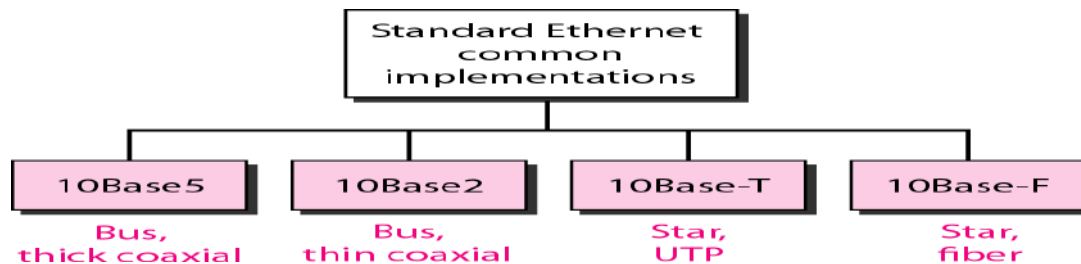 Standard Ethernet
common
implementations
10Base5
10Base2
10Base-T
10Base-F
Bus,
thick coaxial
Bus,
thin coaxial
Star,
UTP
Star,
fiber